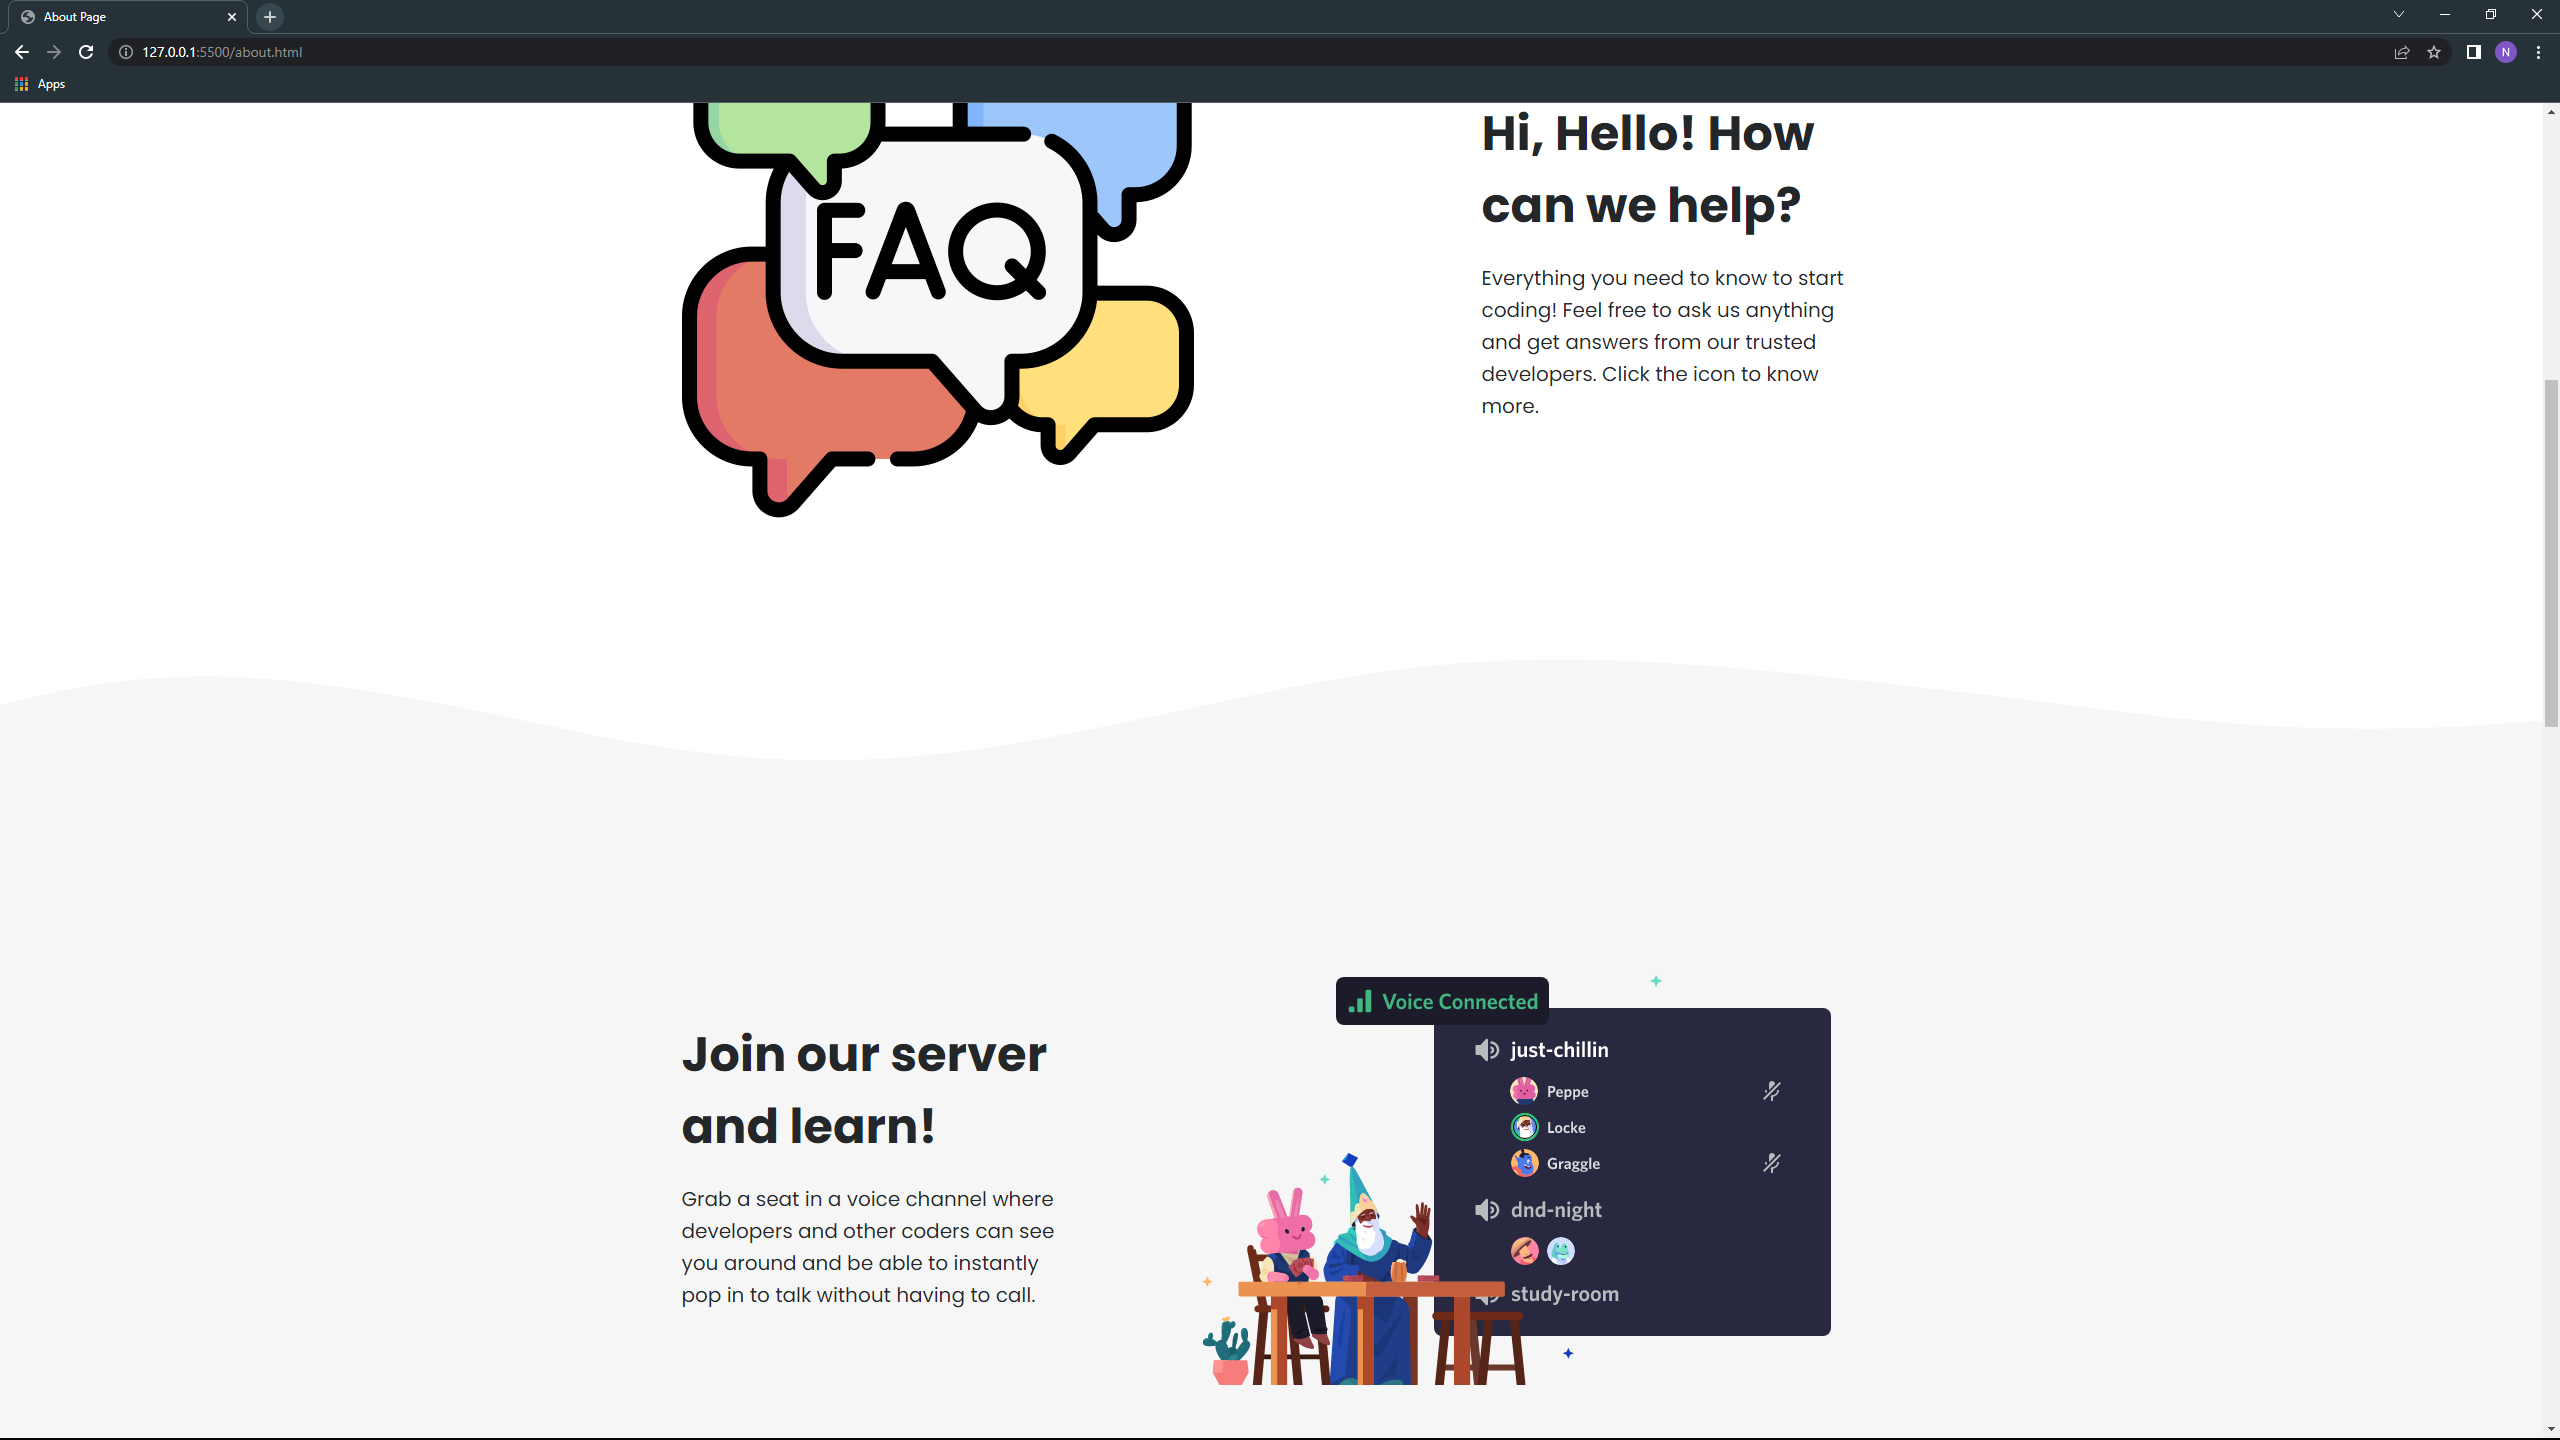 About Page
127.0.0.1:5500/about.html
N
Apps
FAQ
Hi, Hello! How
can we help?
Everything you need to know to start
coding! Feel free to ask us anything
and get answers from our trusted
developers. Click the icon to know
more.
Join our server
and learn!
Grab a seat in a voice channel where
developers and other coders can see
you around and be able to instantly
pop in to talk without having to call.
Voice Connected
just-chillin
Peppe
Locke
Graggle
dnd-night
study-room